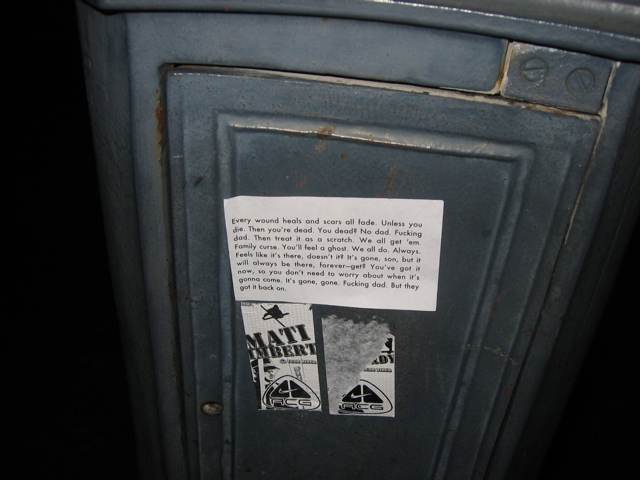 Every wound heals and scars all fade. Unless you
die. Then you're dead. You dead? No dad. Fucking
dad. Then treat it as a scratch. We all get 'em.
Family curse. You'll feel a ghost. We all do. Always.
Feels like it's there, doesn't it? It's gone, son, but it
will always be there, forever—get? You've got it
now, so you don't need to worry about when it's
gonna come. It's gone, gone. Fucking dad. But they
got it back on.
MATI
IMBERT
ACG
ACG